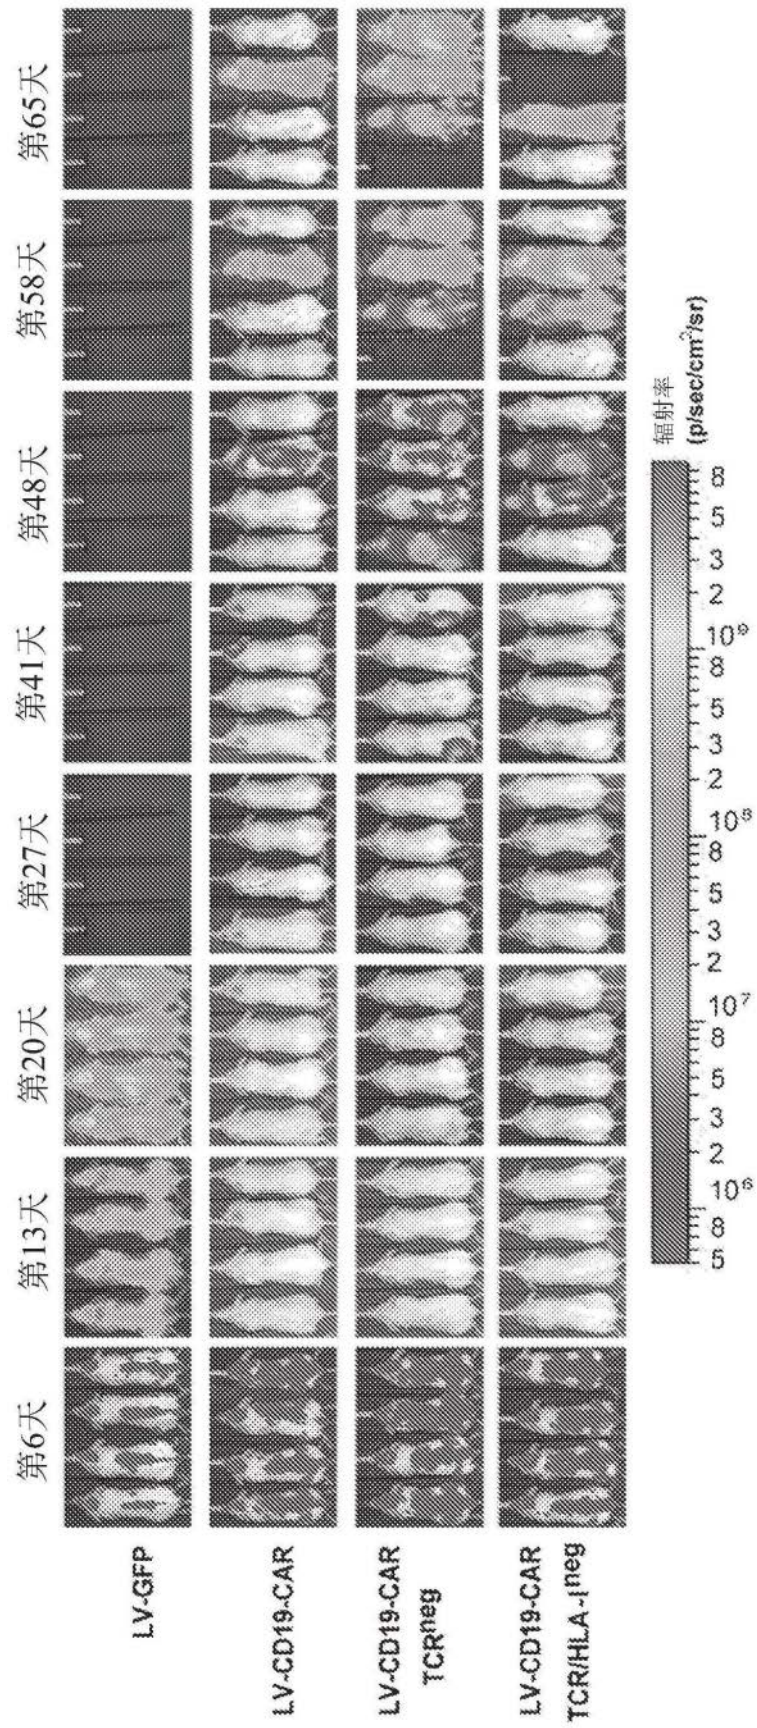 第6天
第13天
第20天
第27天
第41天
第48天
第58天
第65天
LV-GFP
LV-CD19-CAR
LV-CD19-CAR
TCRneg
LV-CD19-CAR
TCR/HLA-Ineg
辐射率
(p/sec/cm²/sr)
5 8 10⁶ 2 3 5 8 10⁷ 2 3 5 8 10⁸ 2 3 5 8 10⁹ 2 3 5 8